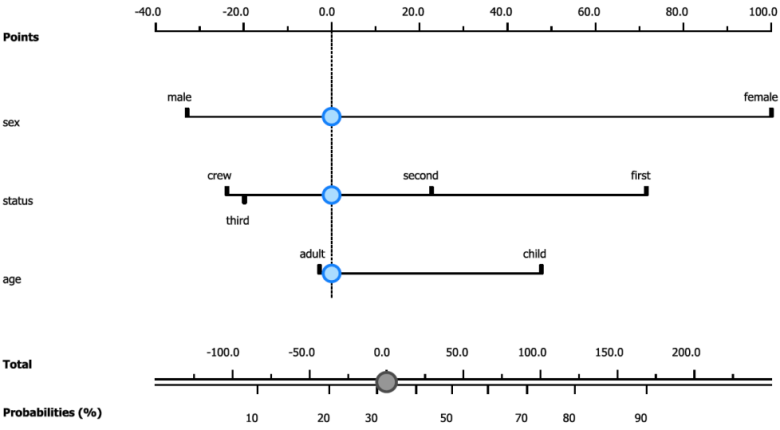 -40.0 -20.0 0.0 20.0 40.0 60.0 80.0 100.0
Points
male female
sex
crew second first
status
third
adult child
age
-100.0 -50.0 0.0 50.0 100.0 150.0 200.0
Total
Probabilities (%)
10 20 30 50 70 80 90